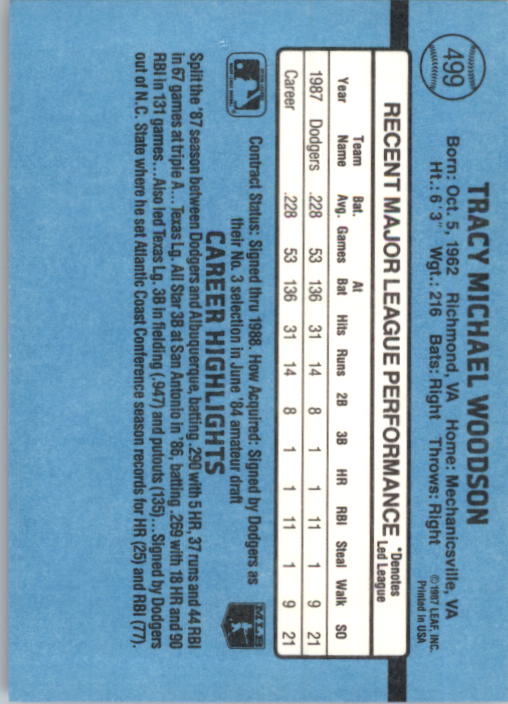 499
TRACY MICHAEL WOODSON
Born: Oct. 5, 1962 Richmond, VA Home: Mechanicsville, VA
Ht.: 6'3" Wgt.: 216 Bats: Right Throws: Right
©1987 LEAF, INC.
Printed in USA
RECENT MAJOR LEAGUE PERFORMANCE *Denotes Led League
Year Team Name Bat. Avg. Games At Bat Hits Runs 2B 3B HR RBI Steal Walk SO
1987 Dodgers .228 53 136 31 14 8 1 1 11 1 9 21
Career .228 53 136 31 14 8 1 1 11 1 9 21
Contract Status: Signed thru 1988. How Acquired: Signed by Dodgers as
their No. 3 selection in June '84 amateur draft
MLBPA
CAREER HIGHLIGHTS
Split the '87 season between Dodgers and Albuquerque, batting .290 with 5 HR, 37 runs and 44 RBI
in 67 games at triple A...Texas Lg. All Star 3B at San Antonio in '86, batting .269 with 18 HR and 90
RBI in 131 games...Also led Texas Lg. 3B in fielding (.947) and putouts (135)...Signed by Dodgers
out of N.C. State where he set Atlantic Coast Conference season records for HR (25) and RBI (77).